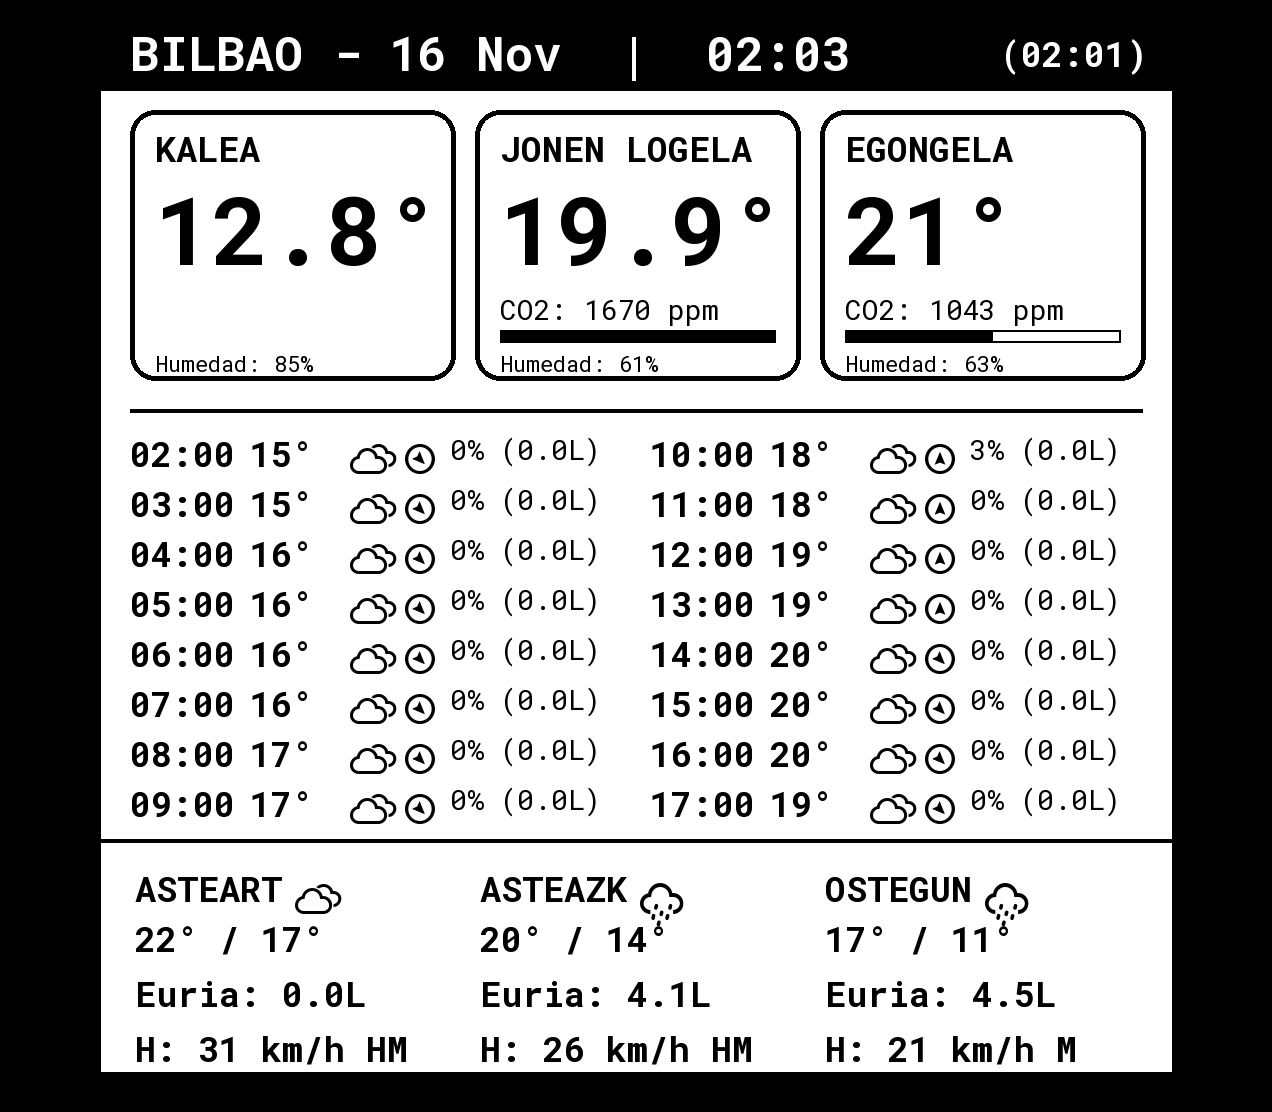 BILBAO - 16 Nov | 02:03 (02:01)
KALEA
12.8°
Humedad: 85%
JONEN LOGELA
19.9°
CO2: 1670 ppm
Humedad: 61%
EGONGELA
21°
CO2: 1043 ppm
Humedad: 63%
02:00 15° 0% (0.0L)
03:00 15° 0% (0.0L)
04:00 16° 0% (0.0L)
05:00 16° 0% (0.0L)
06:00 16° 0% (0.0L)
07:00 16° 0% (0.0L)
08:00 17° 0% (0.0L)
09:00 17° 0% (0.0L)
10:00 18° 3% (0.0L)
11:00 18° 0% (0.0L)
12:00 19° 0% (0.0L)
13:00 19° 0% (0.0L)
14:00 20° 0% (0.0L)
15:00 20° 0% (0.0L)
16:00 20° 0% (0.0L)
17:00 19° 0% (0.0L)
ASTEART
22° / 17°
Euria: 0.0L
H: 31 km/h HM
ASTEAZK
20° / 14°
Euria: 4.1L
H: 26 km/h HM
OSTEGUN
17° / 11°
Euria: 4.5L
H: 21 km/h M